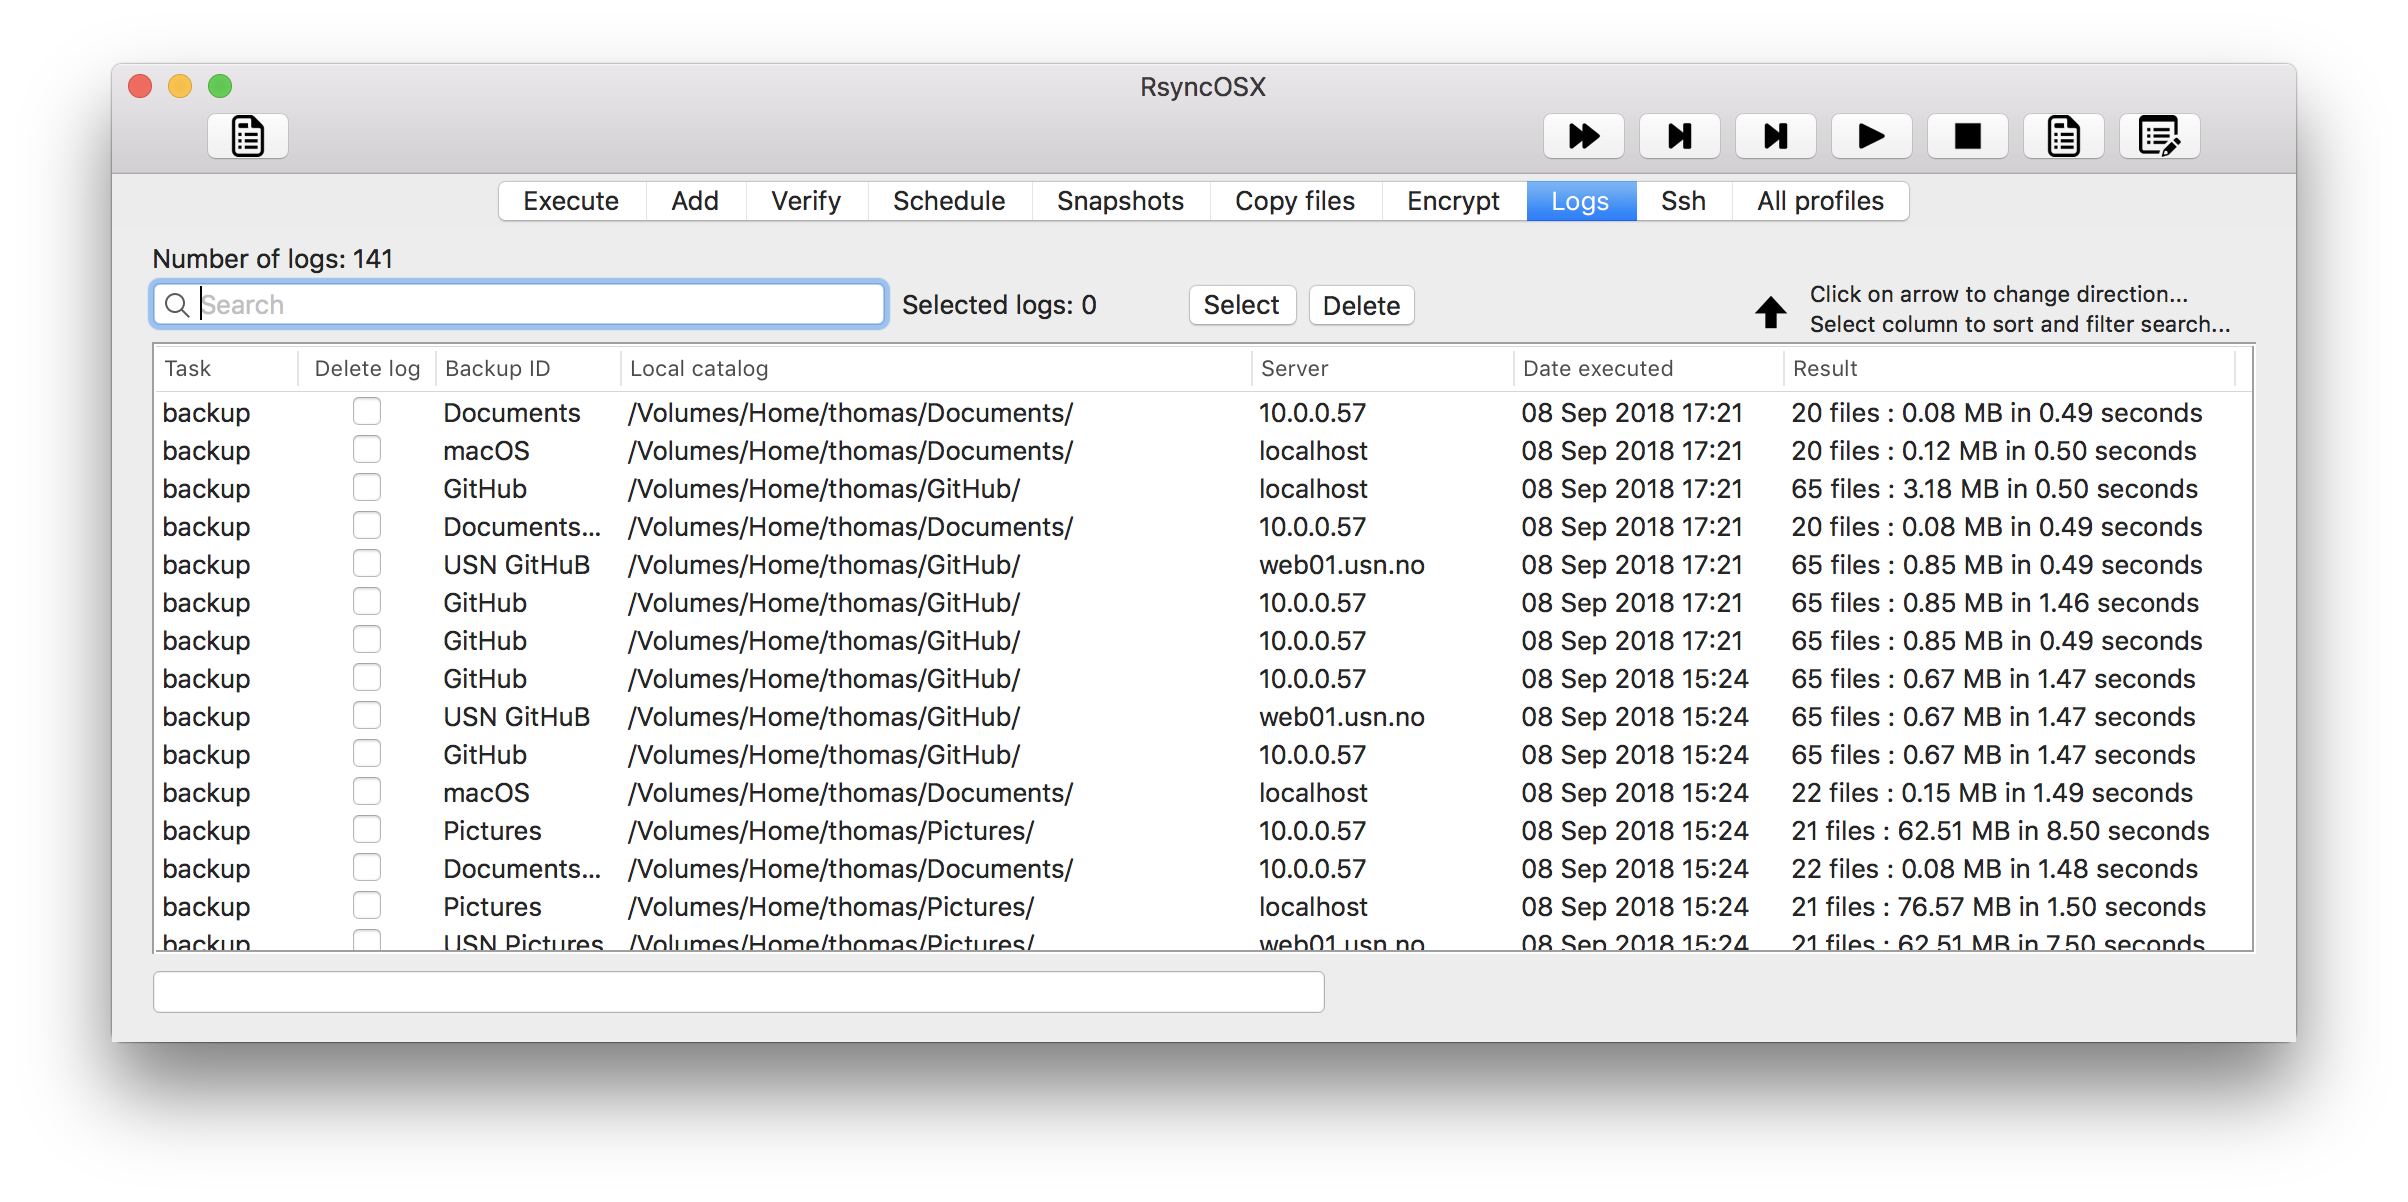 RsyncOSX
Execute Add Verify Schedule Snapshots Copy files Encrypt Logs Ssh All profiles
Number of logs: 141
Search Selected logs: 0 Select Delete
Click on arrow to change direction...
Select column to sort and filter search...
Task Delete log Backup ID Local catalog Server Date executed Result
backup Documents /Volumes/Home/thomas/Documents/ 10.0.0.57 08 Sep 2018 17:21 20 files : 0.08 MB in 0.49 seconds
backup macOS /Volumes/Home/thomas/Documents/ localhost 08 Sep 2018 17:21 20 files : 0.12 MB in 0.50 seconds
backup GitHub /Volumes/Home/thomas/GitHub/ localhost 08 Sep 2018 17:21 65 files : 3.18 MB in 0.50 seconds
backup Documents... /Volumes/Home/thomas/Documents/ 10.0.0.57 08 Sep 2018 17:21 20 files : 0.08 MB in 0.49 seconds
backup USN GitHuB /Volumes/Home/thomas/GitHub/ web01.usn.no 08 Sep 2018 17:21 65 files : 0.85 MB in 0.49 seconds
backup GitHub /Volumes/Home/thomas/GitHub/ 10.0.0.57 08 Sep 2018 17:21 65 files : 0.85 MB in 1.46 seconds
backup GitHub /Volumes/Home/thomas/GitHub/ 10.0.0.57 08 Sep 2018 17:21 65 files : 0.85 MB in 0.49 seconds
backup GitHub /Volumes/Home/thomas/GitHub/ 10.0.0.57 08 Sep 2018 15:24 65 files : 0.67 MB in 1.47 seconds
backup USN GitHuB /Volumes/Home/thomas/GitHub/ web01.usn.no 08 Sep 2018 15:24 65 files : 0.67 MB in 1.47 seconds
backup GitHub /Volumes/Home/thomas/GitHub/ 10.0.0.57 08 Sep 2018 15:24 65 files : 0.67 MB in 1.47 seconds
backup macOS /Volumes/Home/thomas/Documents/ localhost 08 Sep 2018 15:24 22 files : 0.15 MB in 1.49 seconds
backup Pictures /Volumes/Home/thomas/Pictures/ 10.0.0.57 08 Sep 2018 15:24 21 files : 62.51 MB in 8.50 seconds
backup Documents... /Volumes/Home/thomas/Documents/ 10.0.0.57 08 Sep 2018 15:24 22 files : 0.08 MB in 1.48 seconds
backup Pictures /Volumes/Home/thomas/Pictures/ localhost 08 Sep 2018 15:24 21 files : 76.57 MB in 1.50 seconds
backup USN Pictures /Volumes/Home/thomas/Pictures/ web01.usn.no 08 Sep 2018 15:24 21 files : 62.51 MB in 7.50 seconds